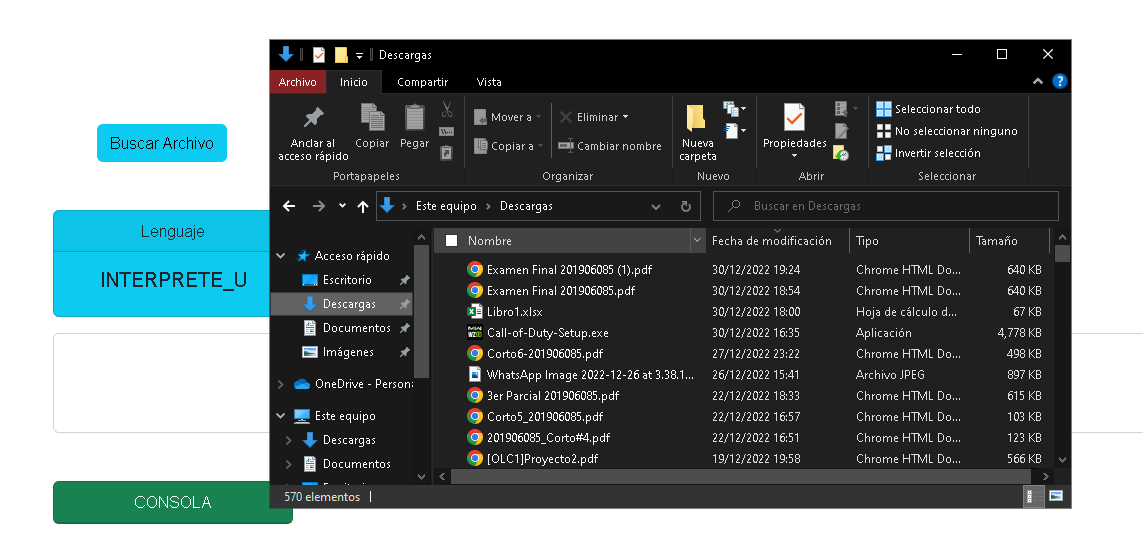 Descargas
Archivo Inicio Compartir Vista
Buscar Archivo
Anclar al acceso rápido Copiar Pegar Mover a Copiar a Eliminar Cambiar nombre Nueva carpeta Propiedades Seleccionar todo
No seleccionar ninguno
Invertir selección
Portapapeles Organizar Nuevo Abrir Seleccionar
Este equipo > Descargas Buscar en Descargas
Lenguaje
INTERPRETE_U
Nombre Fecha de modificación Tipo Tamaño
Acceso rápido
Escritorio
Descargas
Documentos
Imágenes
OneDrive - Person
Este equipo
Descargas
Documentos
Examen Final 201906085 (1).pdf 30/12/2022 19:24 Chrome HTML Do... 640 KB
Examen Final 201906085.pdf 30/12/2022 18:54 Chrome HTML Do... 640 KB
Libro1.xlsx 30/12/2022 18:00 Hoja de cálculo d... 67 KB
Call-of-Duty-Setup.exe 30/12/2022 16:35 Aplicación 4,778 KB
Corto6-201906085.pdf 27/12/2022 23:22 Chrome HTML Do... 498 KB
WhatsApp Image 2022-12-26 at 3.38.1... 26/12/2022 15:41 Archivo JPEG 897 KB
3er Parcial 201906085.pdf 22/12/2022 18:33 Chrome HTML Do... 615 KB
Corto5_201906085.pdf 22/12/2022 16:57 Chrome HTML Do... 103 KB
201906085_Corto#4.pdf 22/12/2022 16:51 Chrome HTML Do... 123 KB
[OLC1]Proyecto2.pdf 19/12/2022 19:58 Chrome HTML Do... 566 KB
570 elementos
CONSOLA